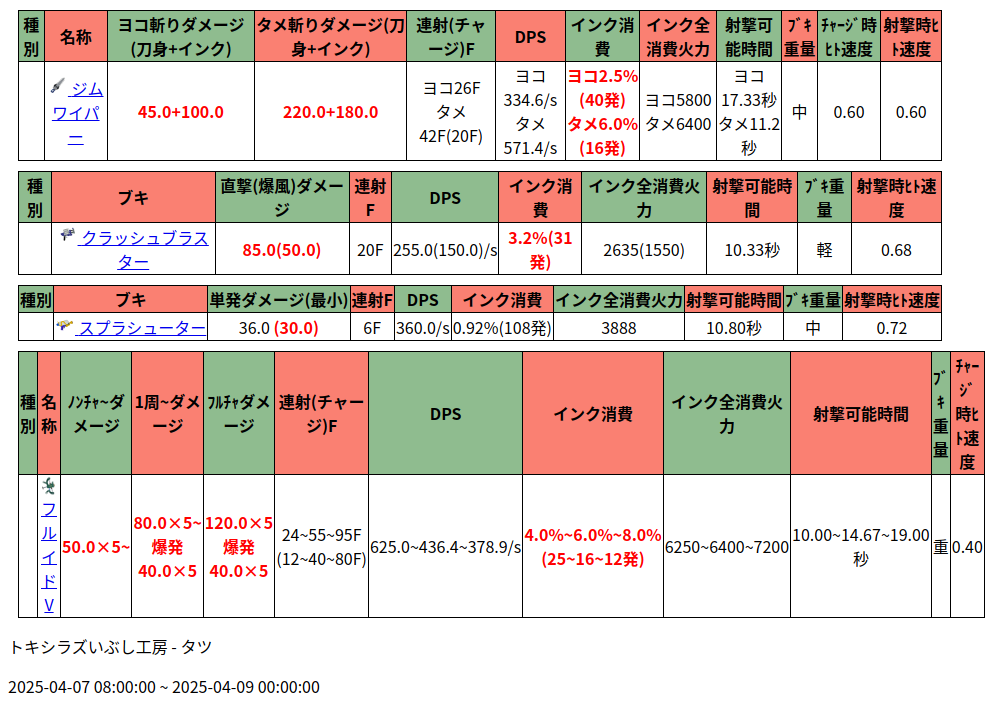 種別 名称 ヨコ斬りダメージ(刀身+インク) タメ斬りダメージ(刀身+インク) 連射(チャージ)F DPS インク消費 インク全消費火力 射撃可能時間 ﾌﾞｷ重量 ﾁｬｰｼﾞ時ﾋﾄ速度 射撃時ﾋﾄ速度
ジムワイパー 45.0+100.0 220.0+180.0 ヨコ26F タメ42F(20F) ヨコ334.6/s タメ571.4/s ヨコ2.5%(40発) タメ6.0%(16発) ヨコ5800 タメ6400 ヨコ17.33秒 タメ11.2秒 中 0.60 0.60
種別 ブキ 直撃(爆風)ダメージ 連射F DPS インク消費 インク全消費火力 射撃可能時間 ﾌﾞｷ重量 射撃時ﾋﾄ速度
クラッシュブラスター 85.0(50.0) 20F 255.0(150.0)/s 3.2%(31発) 2635(1550) 10.33秒 軽 0.68
種別 ブキ 単発ダメージ(最小) 連射F DPS インク消費 インク全消費火力 射撃可能時間 ﾌﾞｷ重量 射撃時ﾋﾄ速度
スプラシューター 36.0 (30.0) 6F 360.0/s 0.92%(108発) 3888 10.80秒 中 0.72
種別 名称 ﾉﾝﾁｬ~ダメージ 1周~ダメージ ﾌﾙﾁｬダメージ 連射(チャージ)F DPS インク消費 インク全消費火力 射撃可能時間 ﾌﾞｷ重量 ﾁｬｰｼﾞ時ﾋﾄ速度
フルイドV 50.0×5~ 80.0×5~ 爆発40.0×5 120.0×5 爆発40.0×5 24~55~95F (12~40~80F) 625.0~436.4~378.9/s 4.0%~6.0%~8.0% (25~16~12発) 6250~6400~7200 10.00~14.67~19.00秒 重 0.40
トキシラズいぶし工房 - タツ
2025-04-07 08:00:00 ~ 2025-04-09 00:00:00